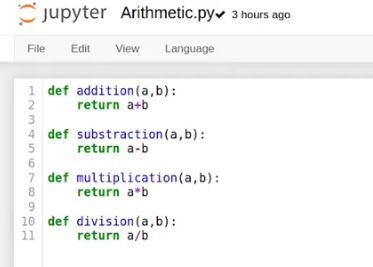 jupyter Arithmetic.py✔ 3 hours ago
File Edit View Language
1 def addition(a,b):
2     return a+b
3
4 def substraction(a,b):
5     return a-b
6
7 def multiplication(a,b):
8     return a*b
9
10 def division(a,b):
11     return a/b